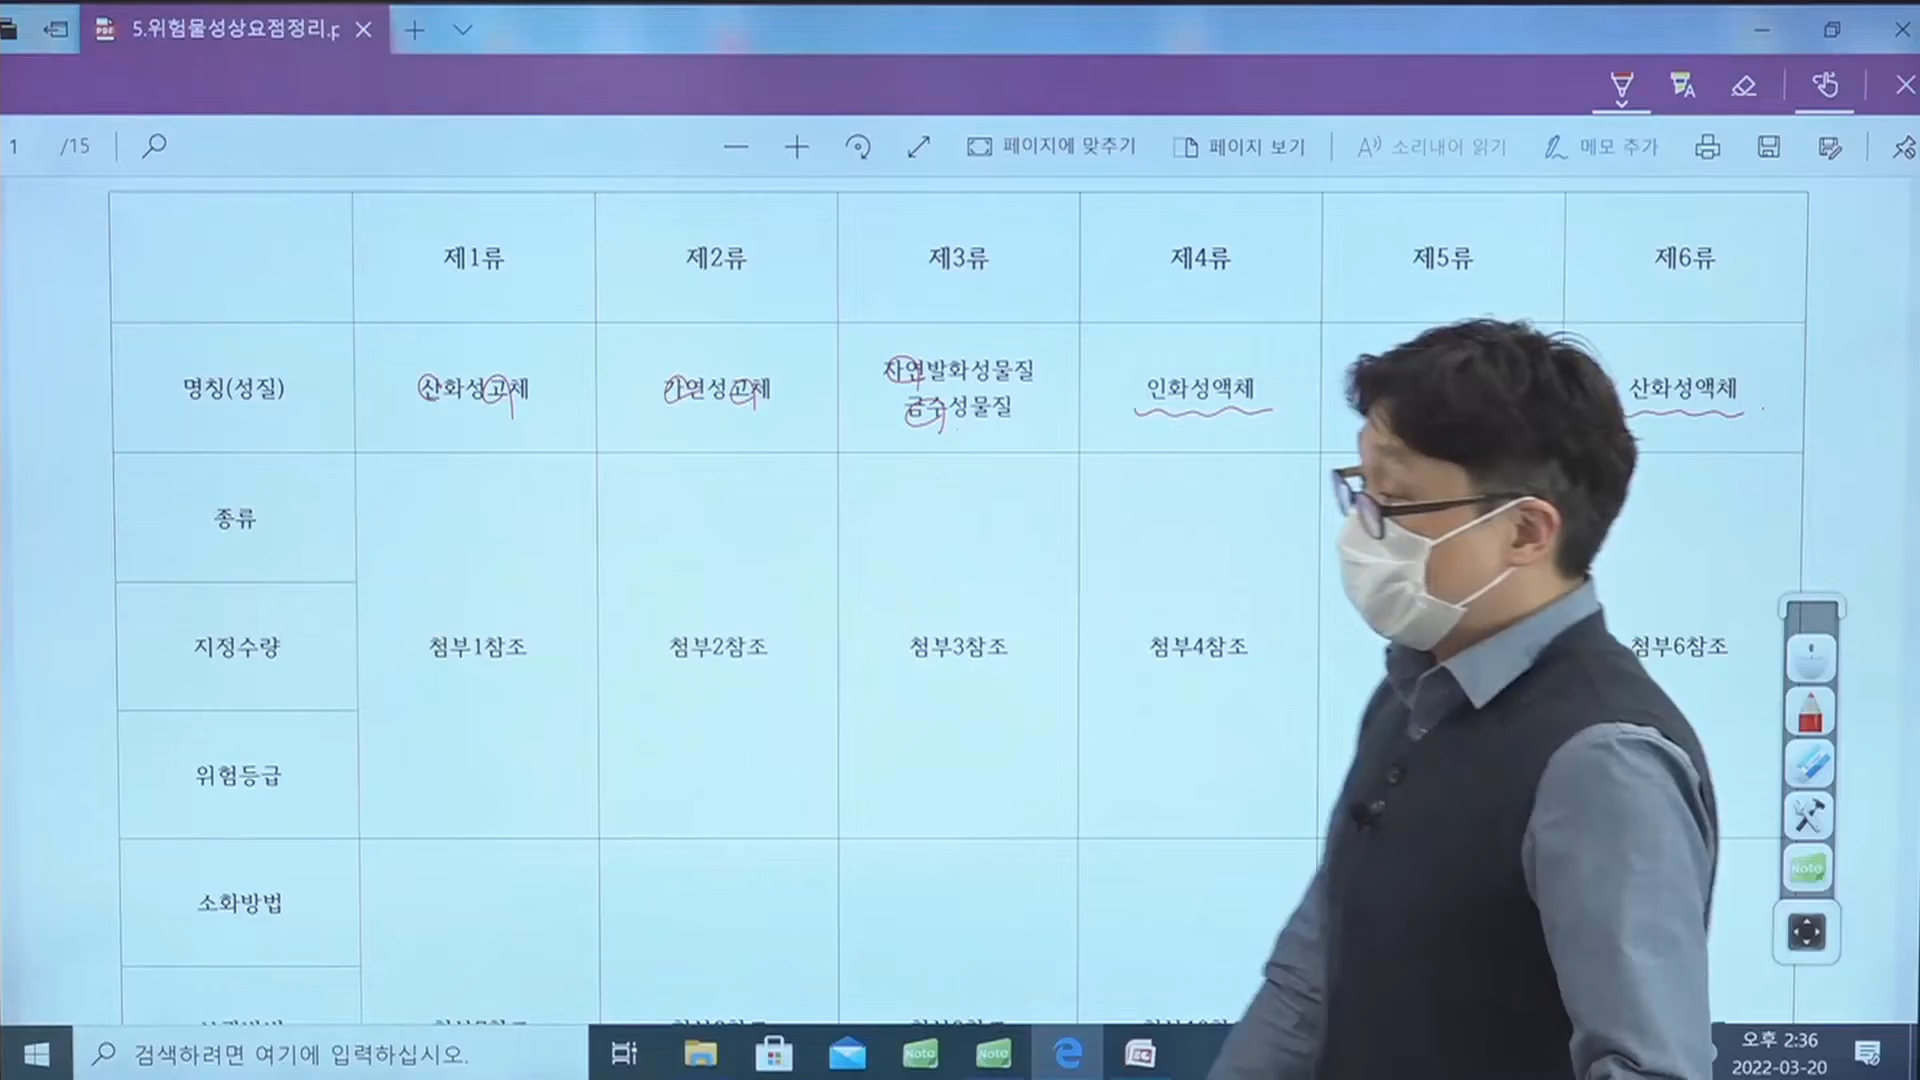 5.위험물성상요점정리.p
1 /15
페이지에 맞추기
페이지 보기
소리내어 읽기
메모 추가
제1류 제2류 제3류 제4류 제5류 제6류
명칭(성질) 산화성고체 가연성고체 자연발화성물질 금수성물질 인화성액체 산화성액체
종류
지정수량 첨부1참조 첨부2참조 첨부3참조 첨부4참조 첨부6참조
위험등급
소화방법
Note
검색하려면 여기에 입력하십시오.
Note
Note
오후 2:36
2022-03-20